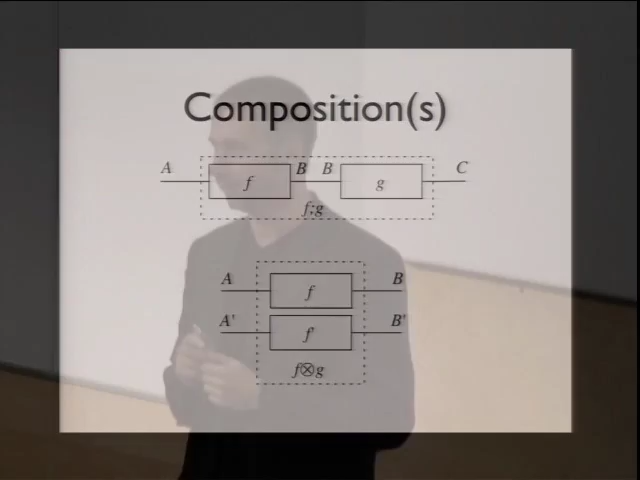 Composition(s)
A f B B g C
f;g
A f B
A' f' B'
f⊗g